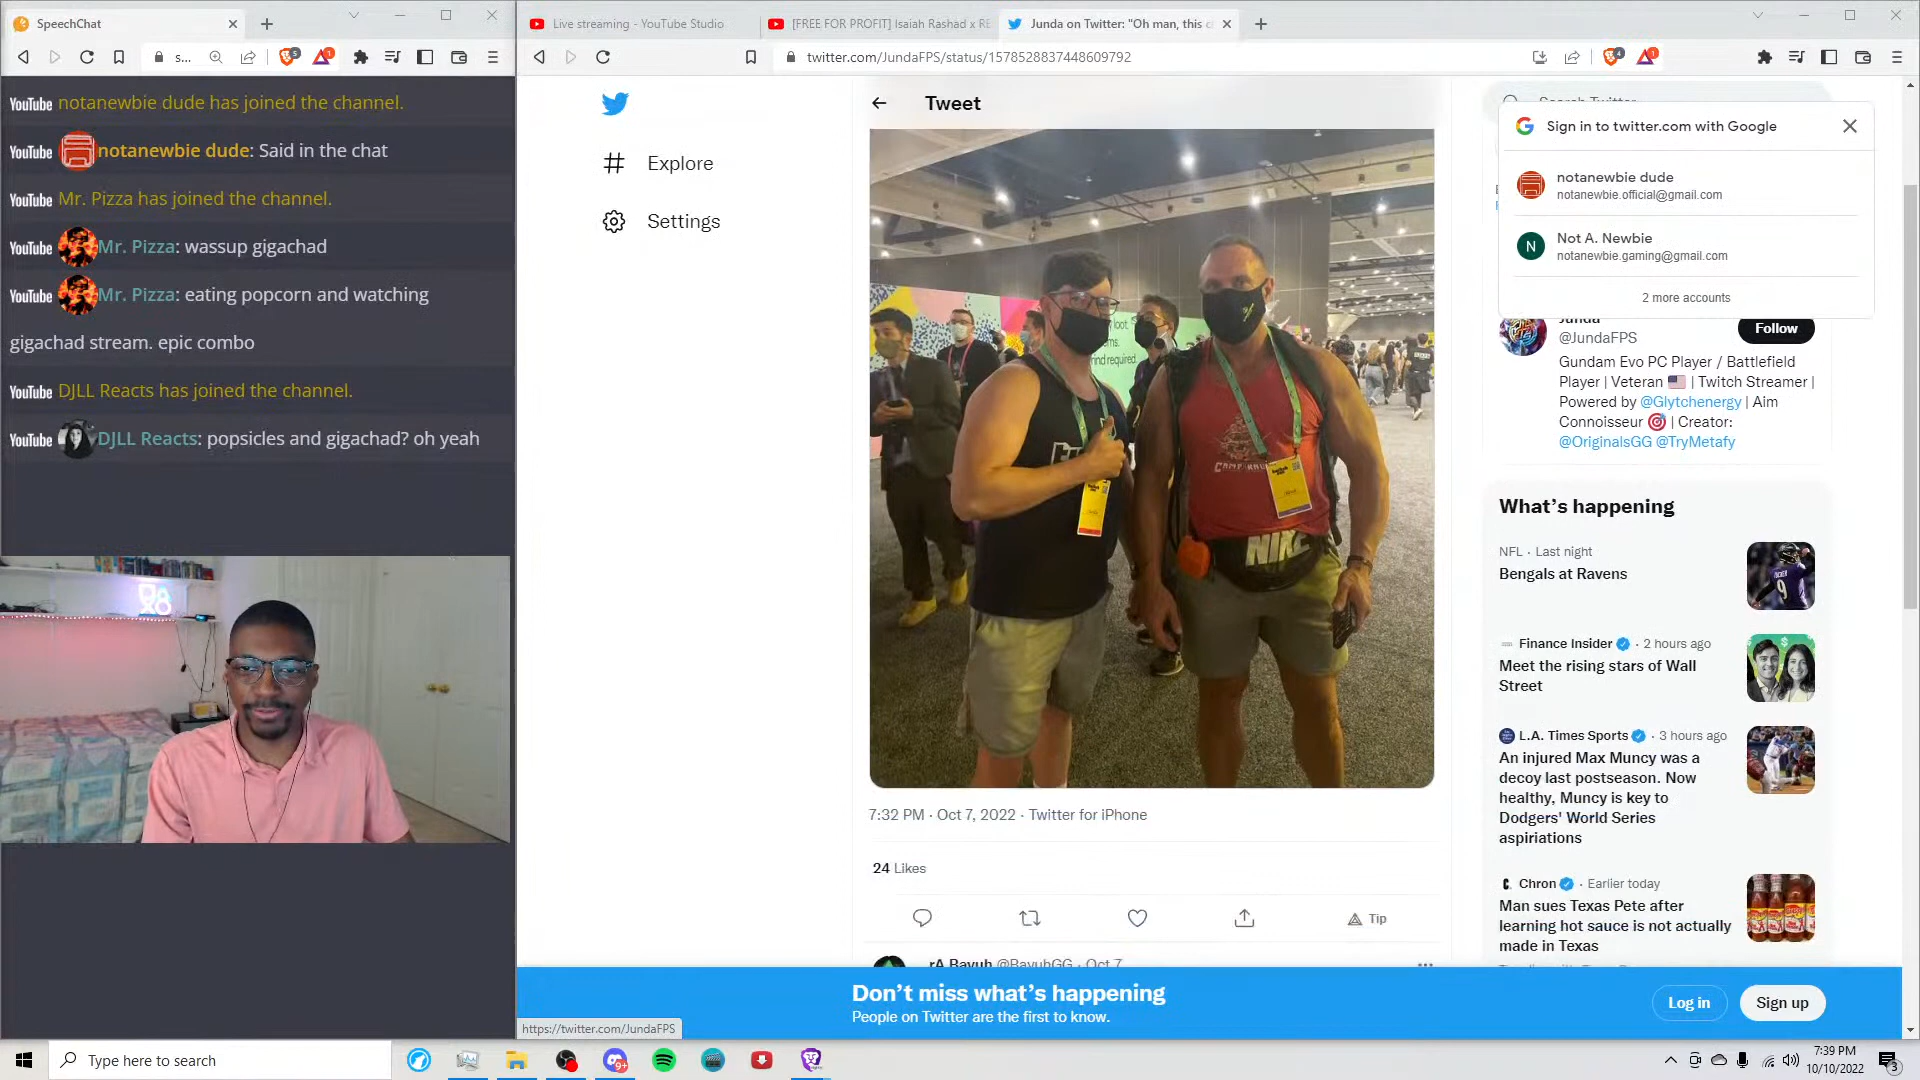 SpeechChat
Live streaming - YouTube Studio
[FREE FOR PROFIT] Isaiah Rashad x RE
Junda on Twitter: "Oh man, this c
s...
twitter.com/JundaFPS/status/1578528837448609792
YouTube notanewbie dude has joined the channel.
YouTube notanewbie dude: Said in the chat
YouTube Mr. Pizza has joined the channel.
YouTube Mr. Pizza: wassup gigachad
YouTube Mr. Pizza: eating popcorn and watching
gigachad stream. epic combo
YouTube DJLL Reacts has joined the channel.
YouTube DJLL Reacts: popsicles and gigachad? oh yeah
Explore
Settings
Tweet
NIKE
7:32 PM · Oct 7, 2022 · Twitter for iPhone
24 Likes
Tip
rA Rayuh @RayuhGG · Oct 7
Search Twitter
Sign in to twitter.com with Google
notanewbie dude
notanewbie.official@gmail.com
N
Not A. Newbie
notanewbie.gaming@gmail.com
2 more accounts
Junda
@JundaFPS
Follow
Gundam Evo PC Player / Battlefield
Player | Veteran 🇺🇸 | Twitch Streamer |
Powered by @Glytchenergy | Aim
Connoisseur 🎯 | Creator:
@OriginalsGG @TryMetafy
What's happening
NFL · Last night
Bengals at Ravens
Finance Insider · 2 hours ago
Meet the rising stars of Wall
Street
L.A. Times Sports · 3 hours ago
An injured Max Muncy was a
decoy last postseason. Now
healthy, Muncy is key to
Dodgers' World Series
aspiriations
Chron · Earlier today
Man sues Texas Pete after
learning hot sauce is not actually
made in Texas
Don't miss what's happening
People on Twitter are the first to know.
Log in
Sign up
https://twitter.com/JundaFPS
Type here to search
9+
7:39 PM
10/10/2022
3